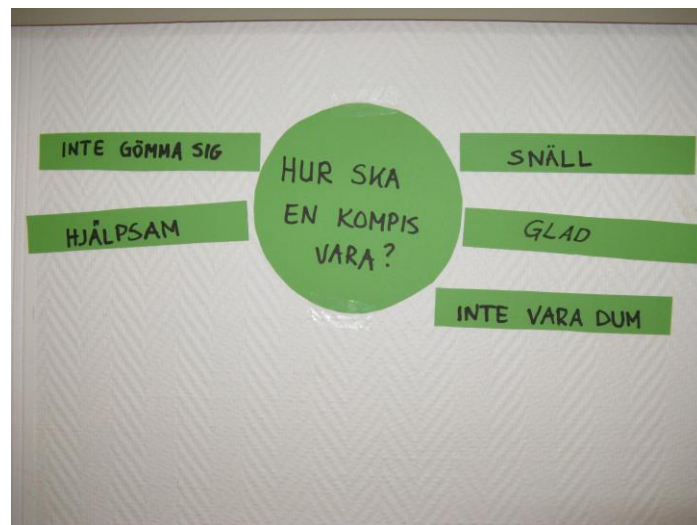 INTE GÖMMA SIG
HJÄLPSAM
HUR SKA
EN KOMPIS
VARA?
SNÄLL
GLAD
INTE VARA DUM